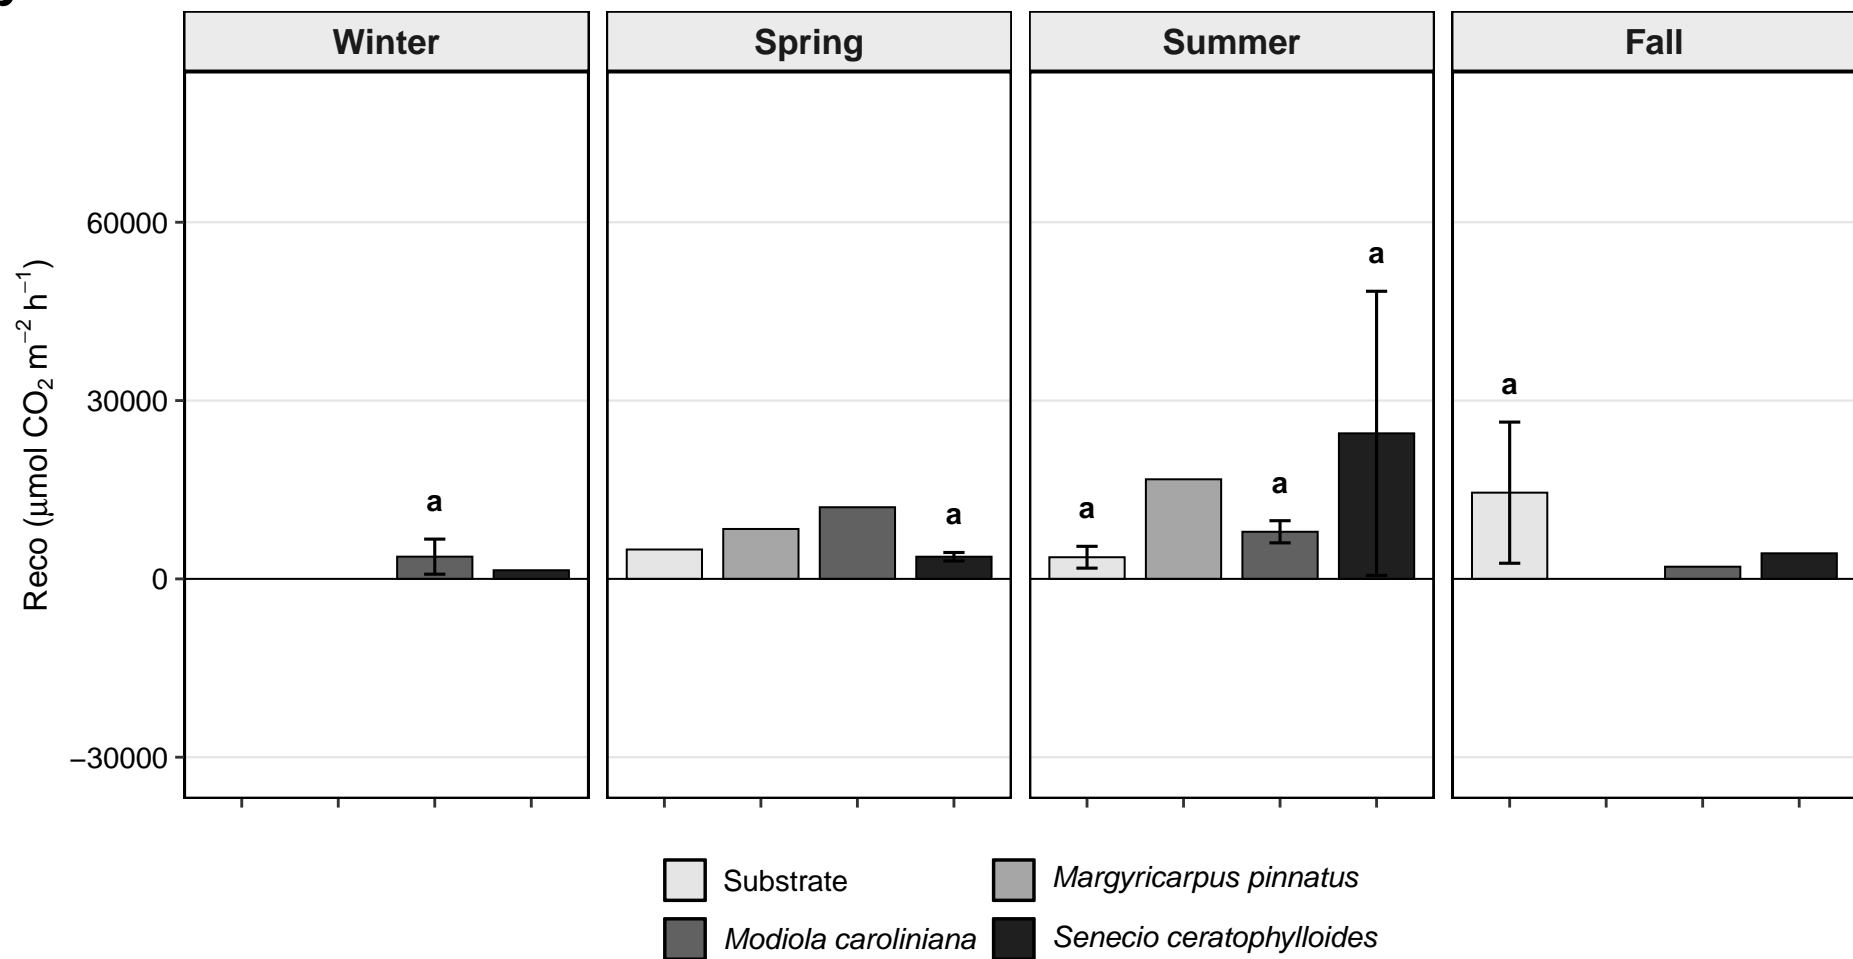 Winter Spring Summer Fall
60000
30000
0
−30000
Reco (μmol CO₂ m⁻² h⁻¹)
a
a
a
a
a
a
Substrate
Margyricarpus pinnatus
Modiola caroliniana
Senecio ceratophylloides